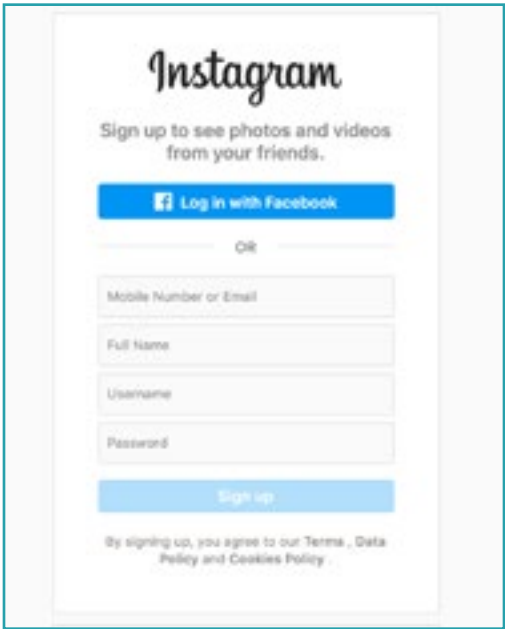 Instagram
Sign up to see photos and videos
from your friends.
Log in with Facebook
OR
Mobile Number or Email
Full Name
Username
Password
Sign up
By signing up, you agree to our Terms , Data
Policy and Cookies Policy .